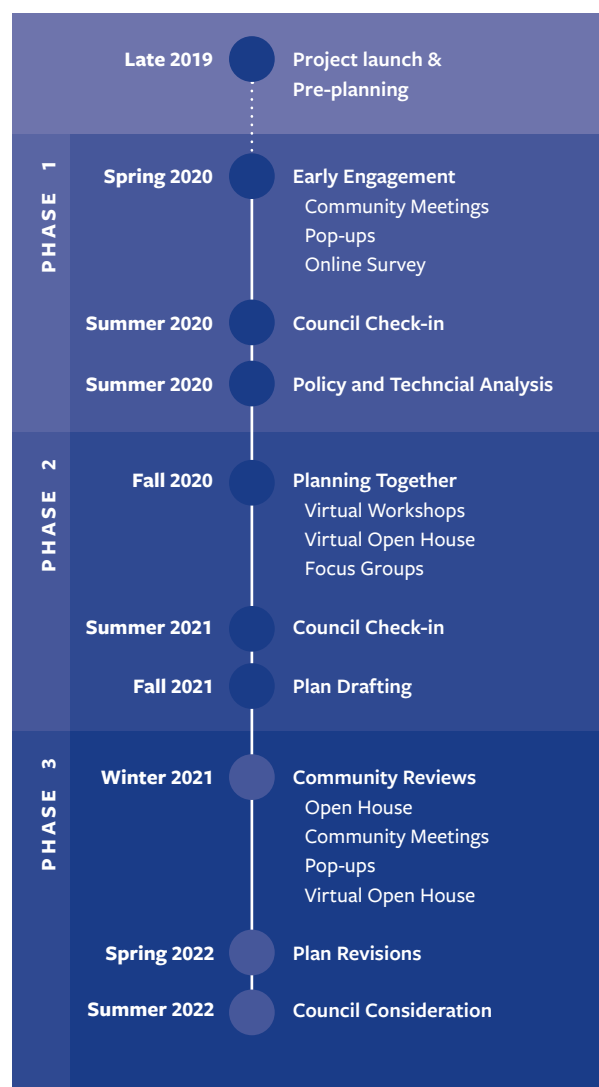 Late 2019 Project launch &
Pre-planning
PHASE 1
Spring 2020 Early Engagement
Community Meetings
Pop-ups
Online Survey
Summer 2020 Council Check-in
Summer 2020 Policy and Techncial Analysis
PHASE 2
Fall 2020 Planning Together
Virtual Workshops
Virtual Open House
Focus Groups
Summer 2021 Council Check-in
Fall 2021 Plan Drafting
PHASE 3
Winter 2021 Community Reviews
Open House
Community Meetings
Pop-ups
Virtual Open House
Spring 2022 Plan Revisions
Summer 2022 Council Consideration